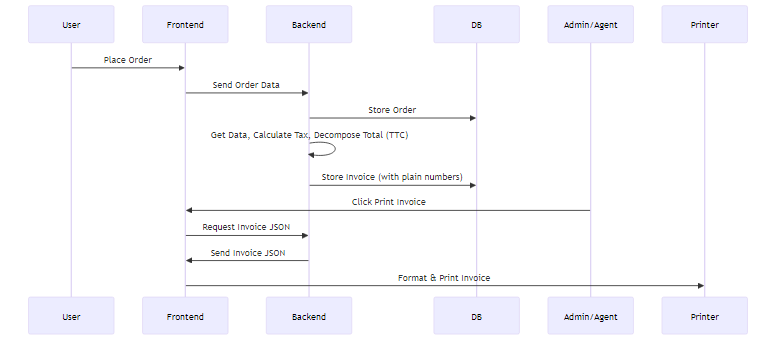 User Frontend Backend DB Admin/Agent Printer
Place Order
Send Order Data
Store Order
Get Data, Calculate Tax, Decompose Total (TTC)
Store Invoice (with plain numbers)
Click Print Invoice
Request Invoice JSON
Send Invoice JSON
Format & Print Invoice
User Frontend Backend DB Admin/Agent Printer